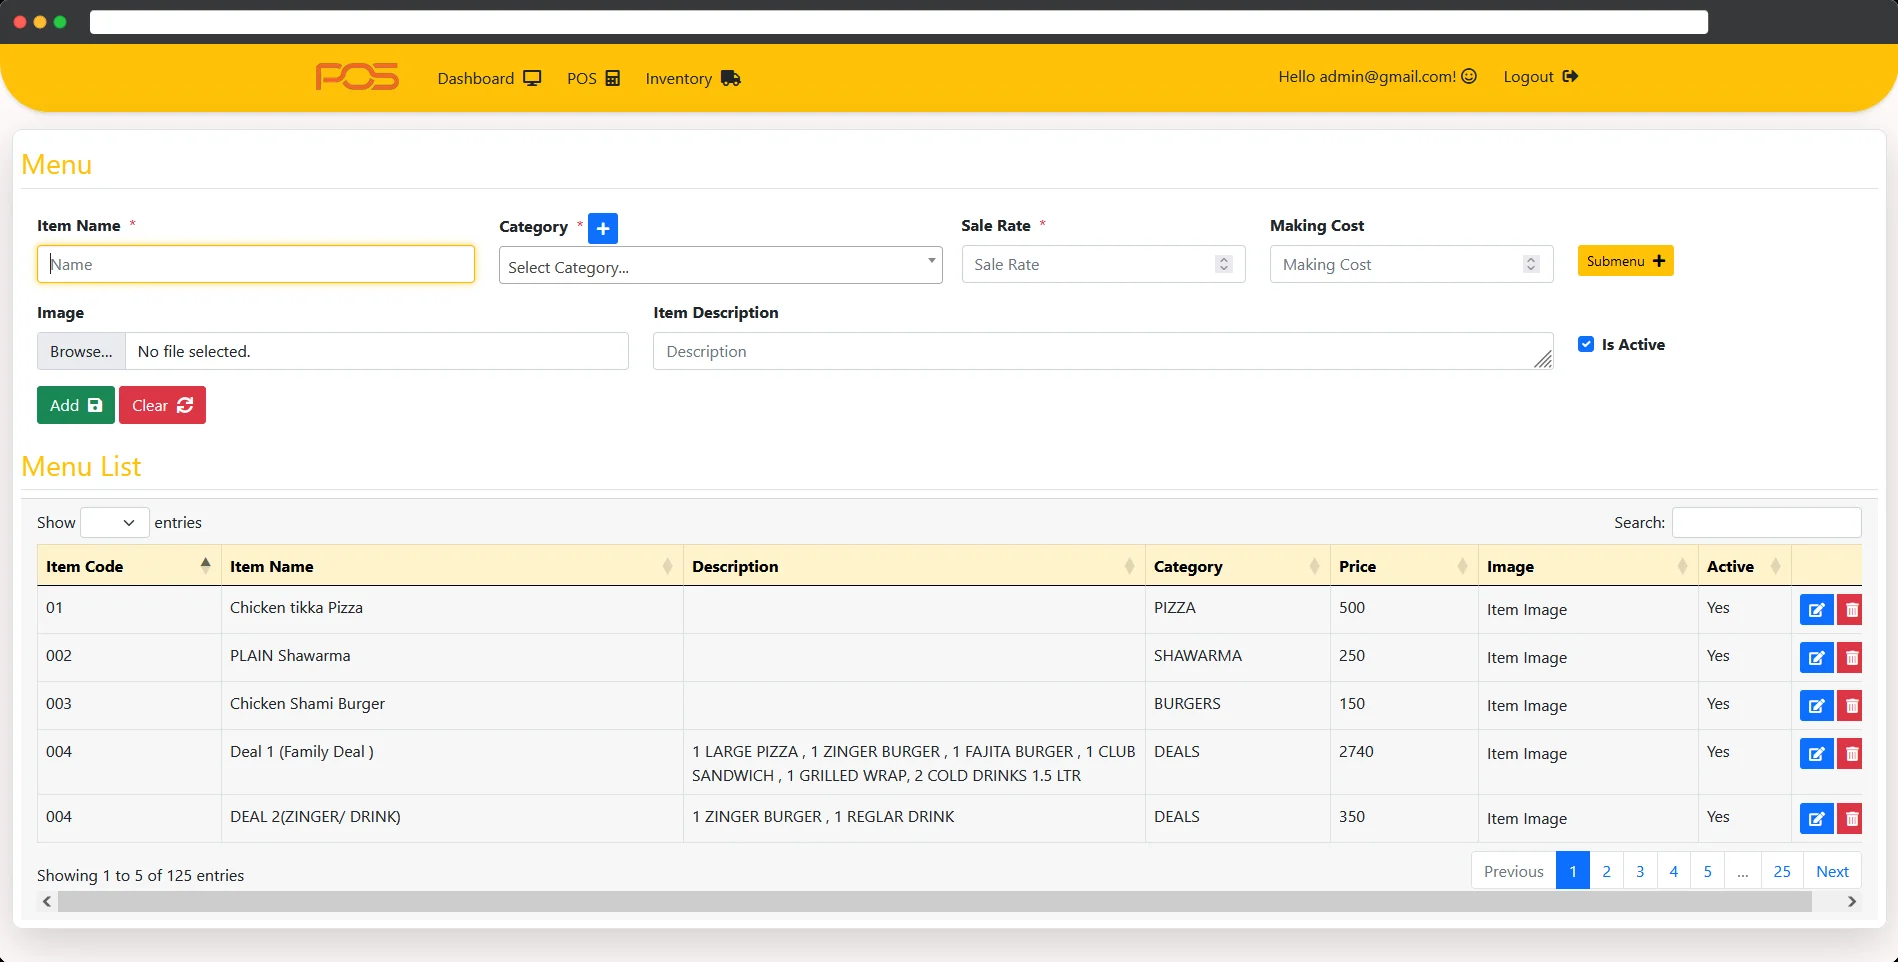 POS Dashboard POS Inventory Hello admin@gmail.com! Logout
Menu
Item Name * Category * Sale Rate * Making Cost
Name Select Category... Sale Rate Making Cost Submenu
Image Item Description
Browse... No file selected. Description Is Active
Add Clear
Menu List
Show entries Search:
Item Code Item Name Description Category Price Image Active
01 Chicken tikka Pizza PIZZA 500 Item Image Yes
002 PLAIN Shawarma SHAWARMA 250 Item Image Yes
003 Chicken Shami Burger BURGERS 150 Item Image Yes
004 Deal 1 (Family Deal ) 1 LARGE PIZZA , 1 ZINGER BURGER , 1 FAJITA BURGER , 1 CLUB DEALS 2740 Item Image Yes
SANDWICH , 1 GRILLED WRAP, 2 COLD DRINKS 1.5 LTR
004 DEAL 2(ZINGER/ DRINK) 1 ZINGER BURGER , 1 REGLAR DRINK DEALS 350 Item Image Yes
Showing 1 to 5 of 125 entries Previous 1 2 3 4 5 ... 25 Next